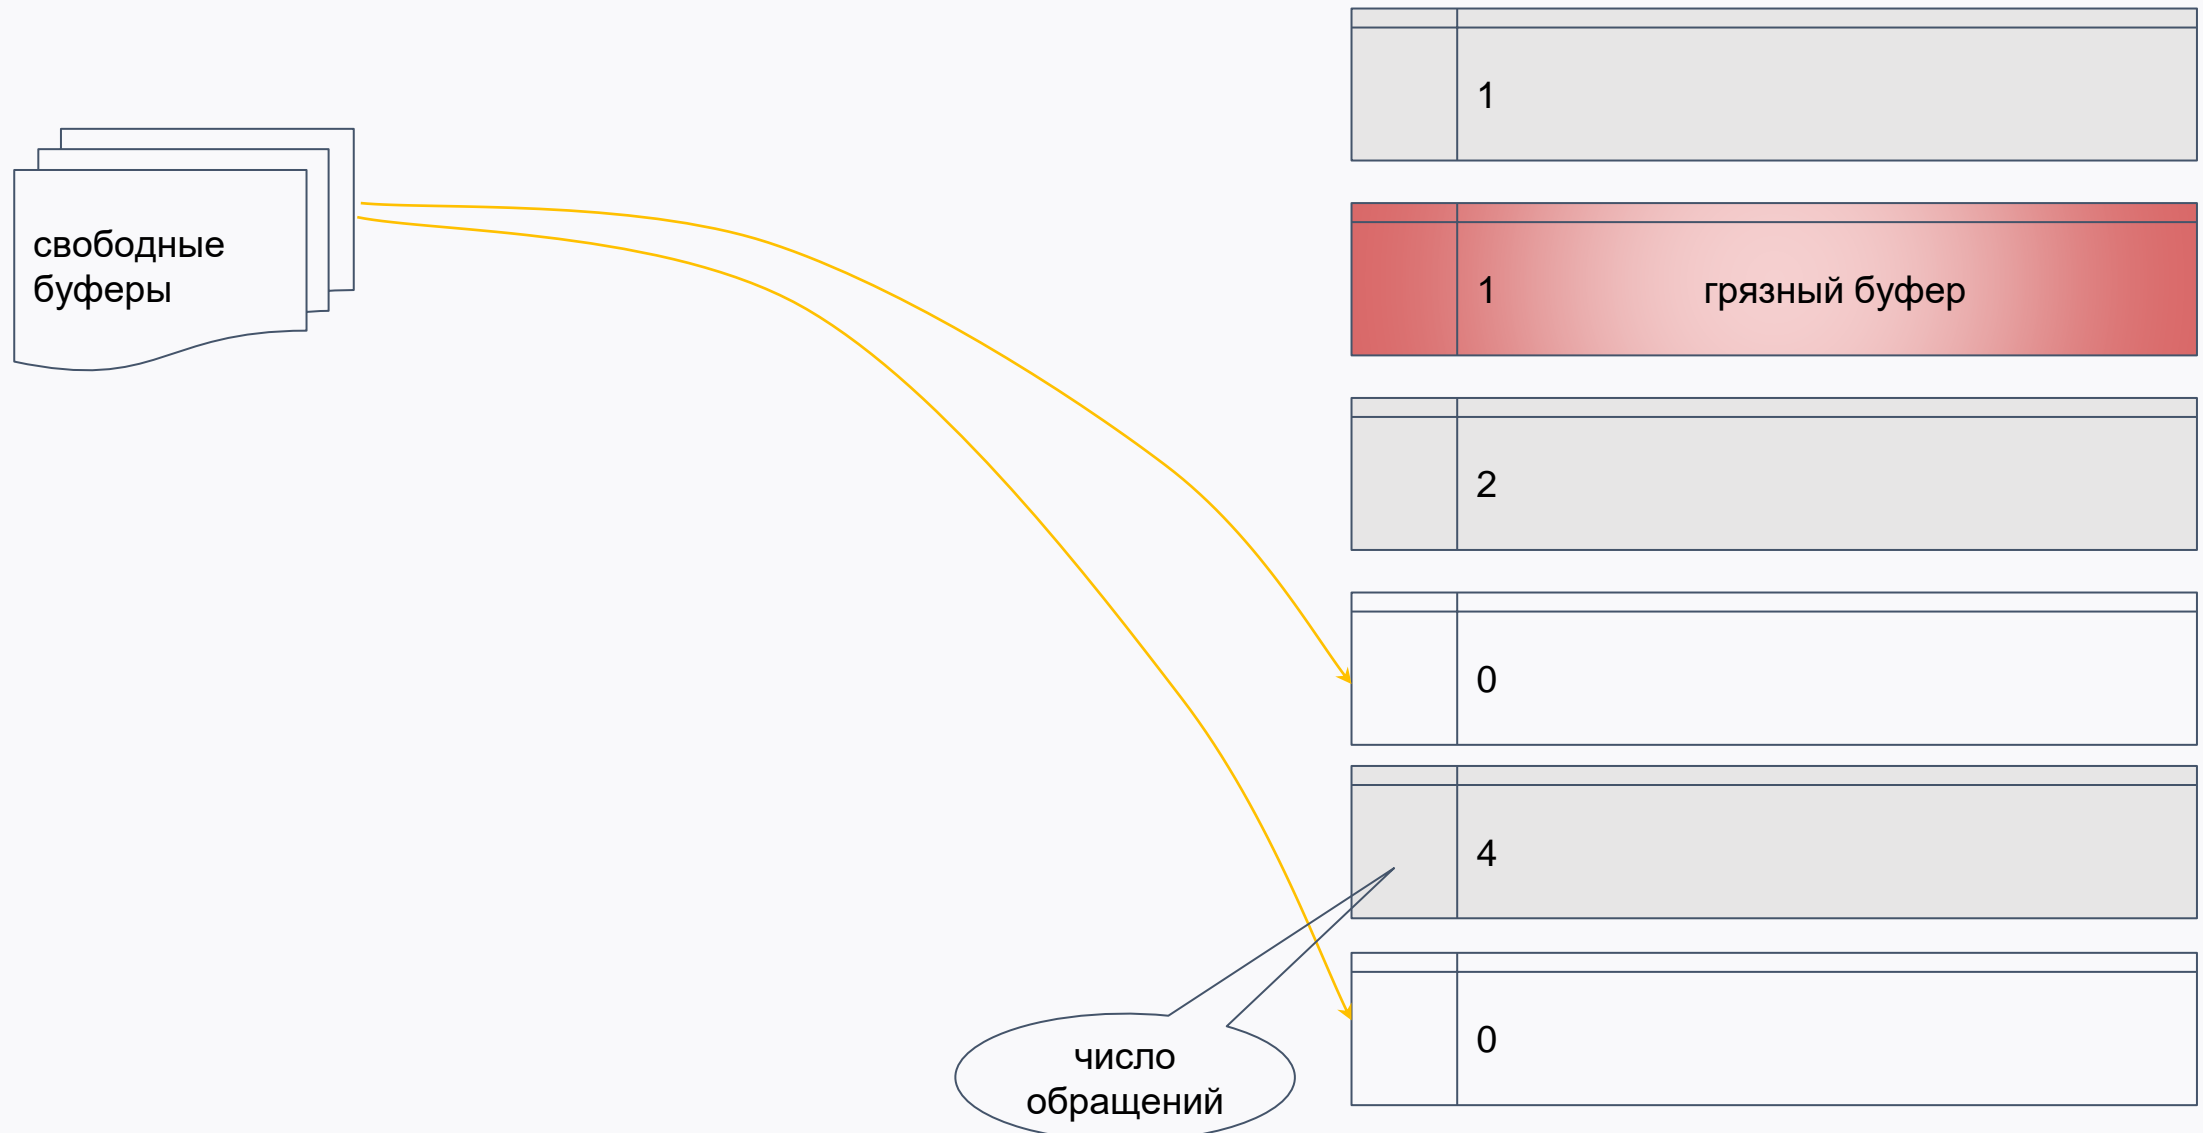 1
свободные
буферы
1
грязный буфер
2
0
4
0
число
обращений